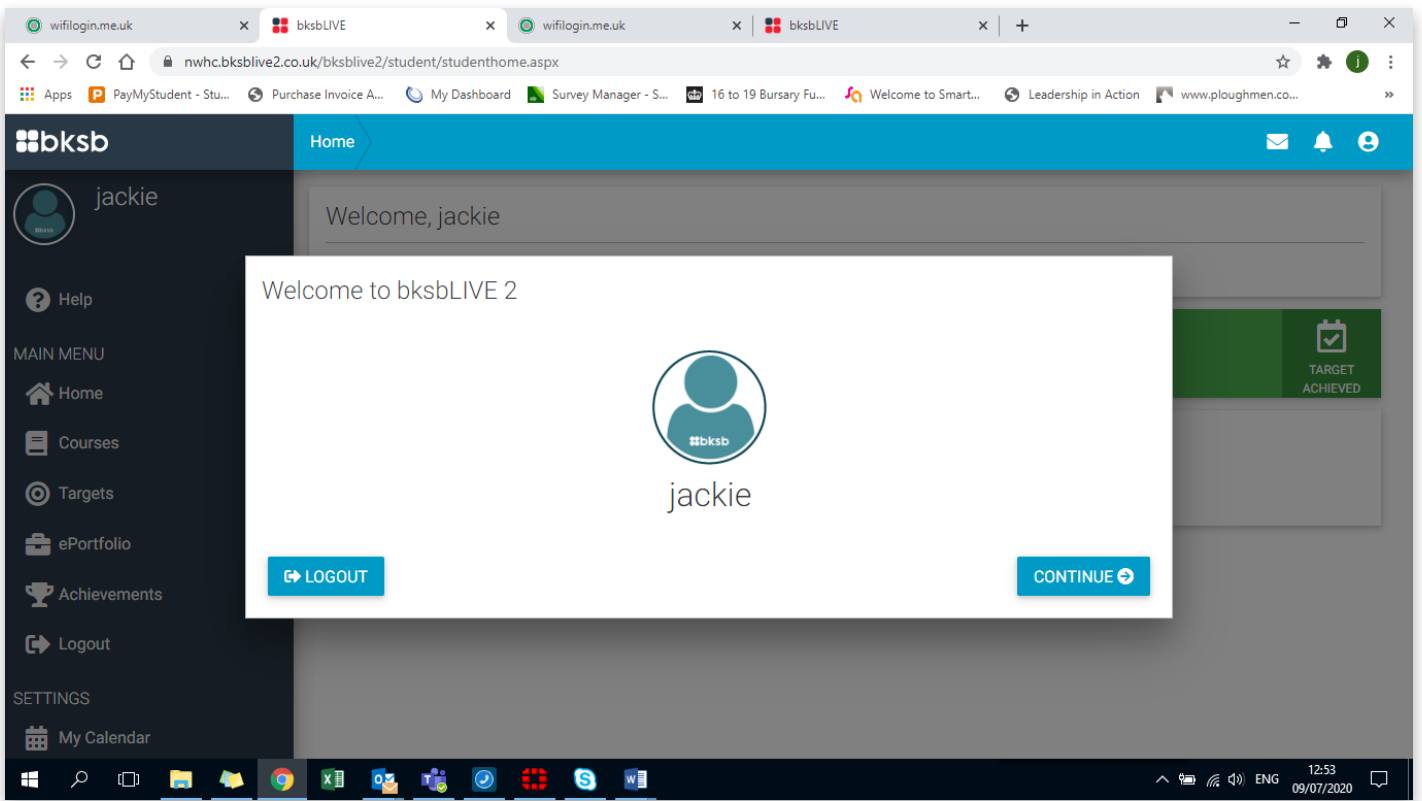 wifilogin.me.uk
bksbLIVE
wifilogin.me.uk
bksbLIVE
nwhc.bksblive2.co.uk/bksblive2/student/studenthome.aspx
j
Apps
PayMyStudent - Stu...
Purchase Invoice A...
My Dashboard
Survey Manager - S...
16 to 19 Bursary Fu...
Welcome to Smart...
Leadership in Action
www.ploughmen.co...
bksb
Home
jackie
Welcome, jackie
Welcome to bksbLIVE 2
Help
MAIN MENU
Home
Courses
Targets
ePortfolio
Achievements
Logout
SETTINGS
My Calendar
bksb
jackie
LOGOUT
CONTINUE
TARGET
ACHIEVED
ENG
12:53
09/07/2020